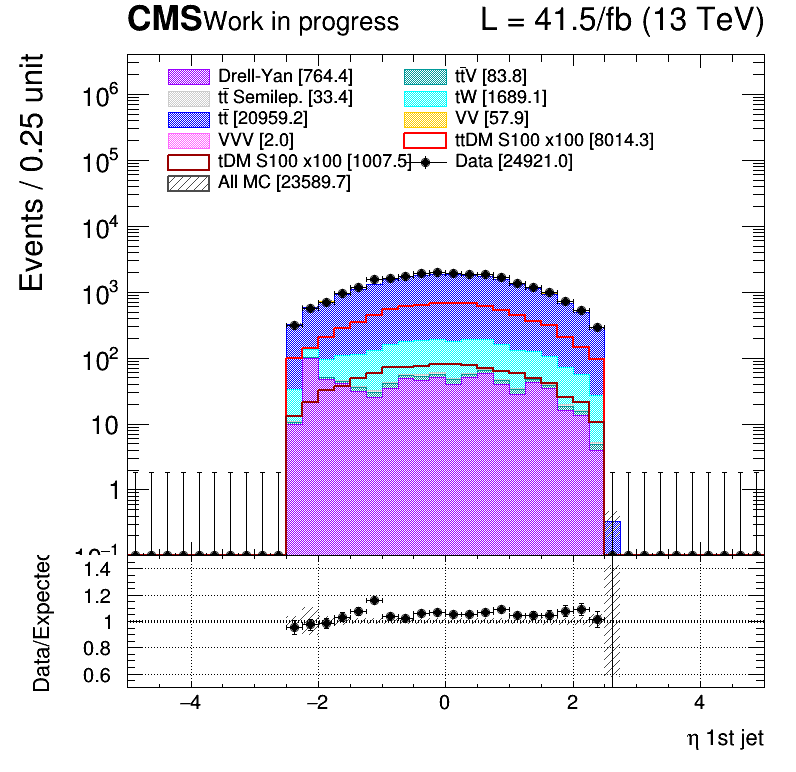 CMS Work in progress L = 41.5/fb (13 TeV)
Events / 0.25 unit
Drell-Yan [764.4] tt̄V [83.8]
tt̄ Semilep. [33.4] tW [1689.1]
tt̄ [20959.2] VV [57.9]
VVV [2.0] ttDM S100 x100 [8014.3]
tDM S100 x100 [1007.5] Data [24921.0]
All MC [23589.7]
10⁶
10⁵
10⁴
10³
10²
10
1
10⁻¹
Data/Expected
1.4
1.2
1
0.8
0.6
−4 −2 0 2 4
η 1st jet